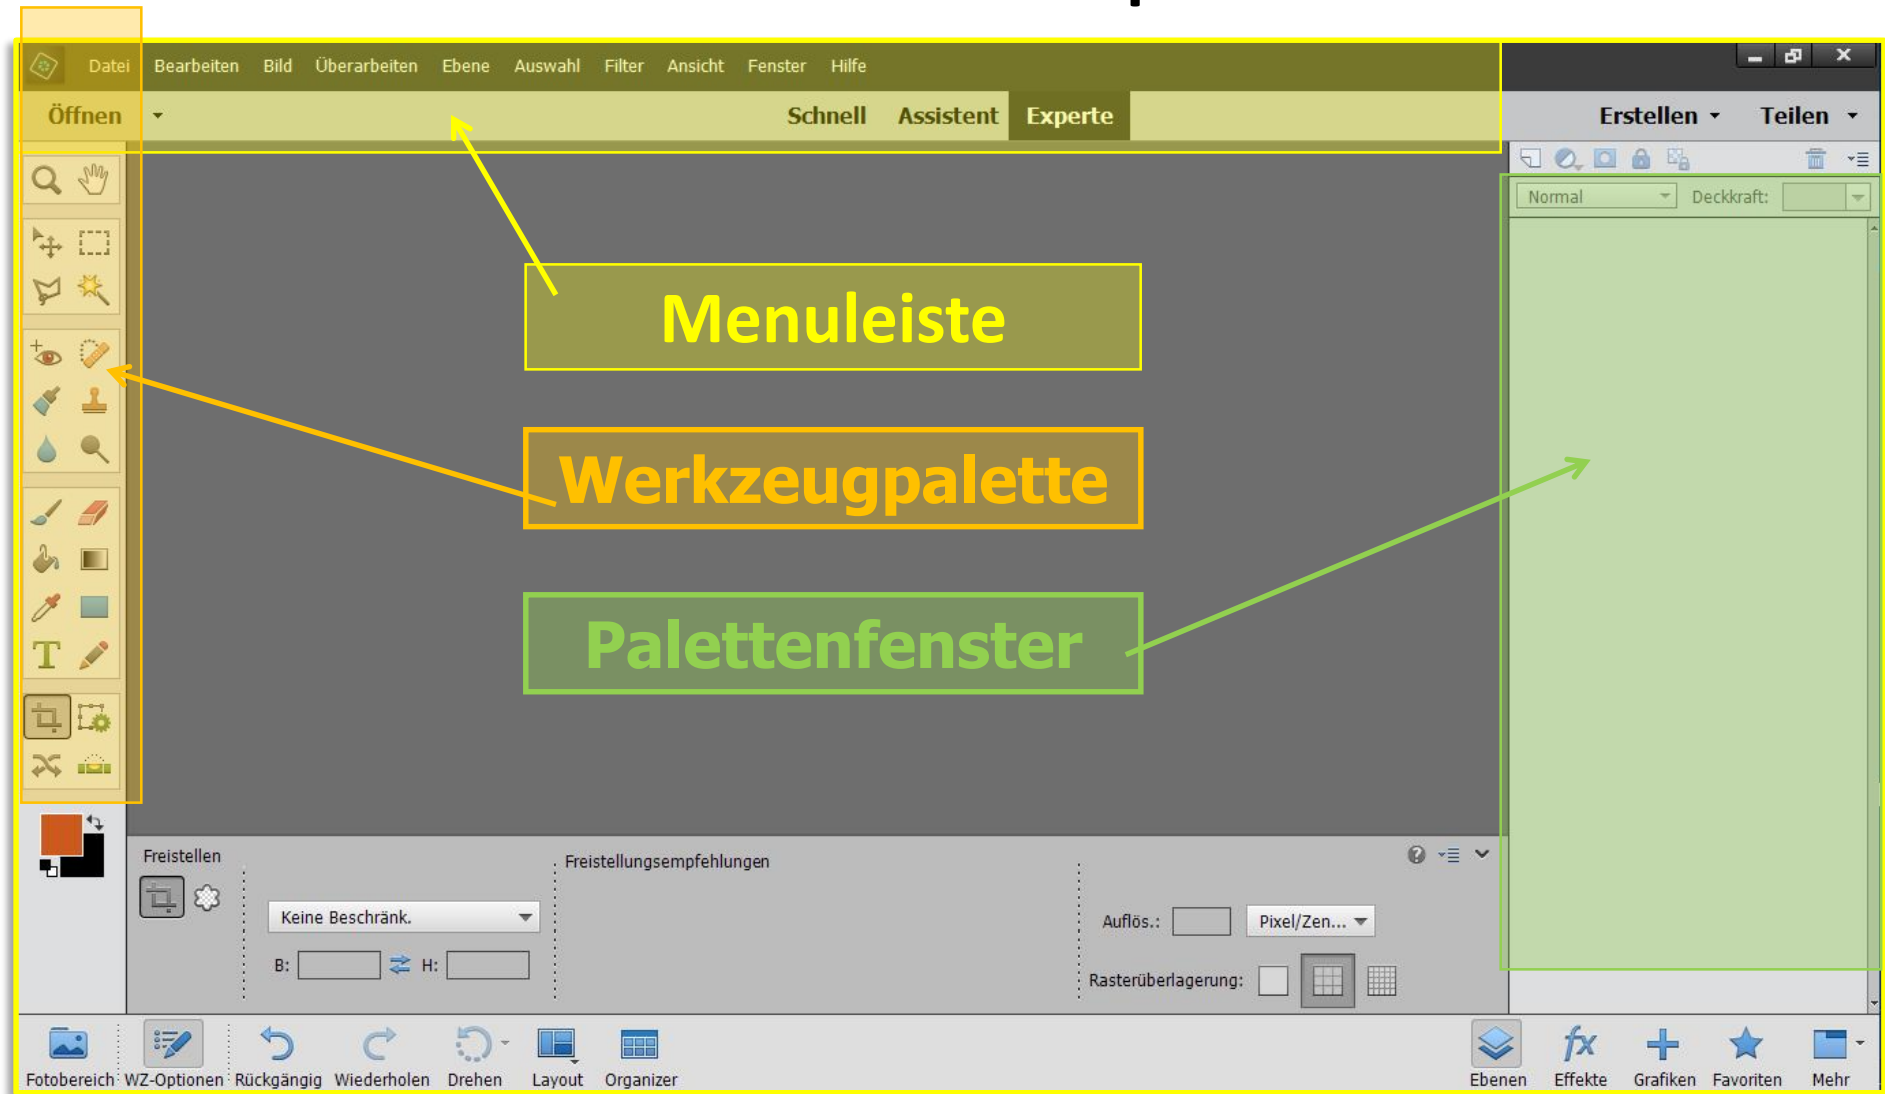 Datei Bearbeiten Bild Überarbeiten Ebene Auswahl Filter Ansicht Fenster Hilfe
Öffnen Schnell Assistent Experte Erstellen Teilen
Normal Deckkraft:
Menuleiste
Werkzeugpalette
Palettenfenster
Freistellen Freistellungsempfehlungen
Keine Beschränk. Auflös.: Pixel/Zen...
B: H: Rasterüberlagerung:
Fotobereich WZ-Optionen Rückgängig Wiederholen Drehen Layout Organizer Ebenen Effekte Grafiken Favoriten Mehr